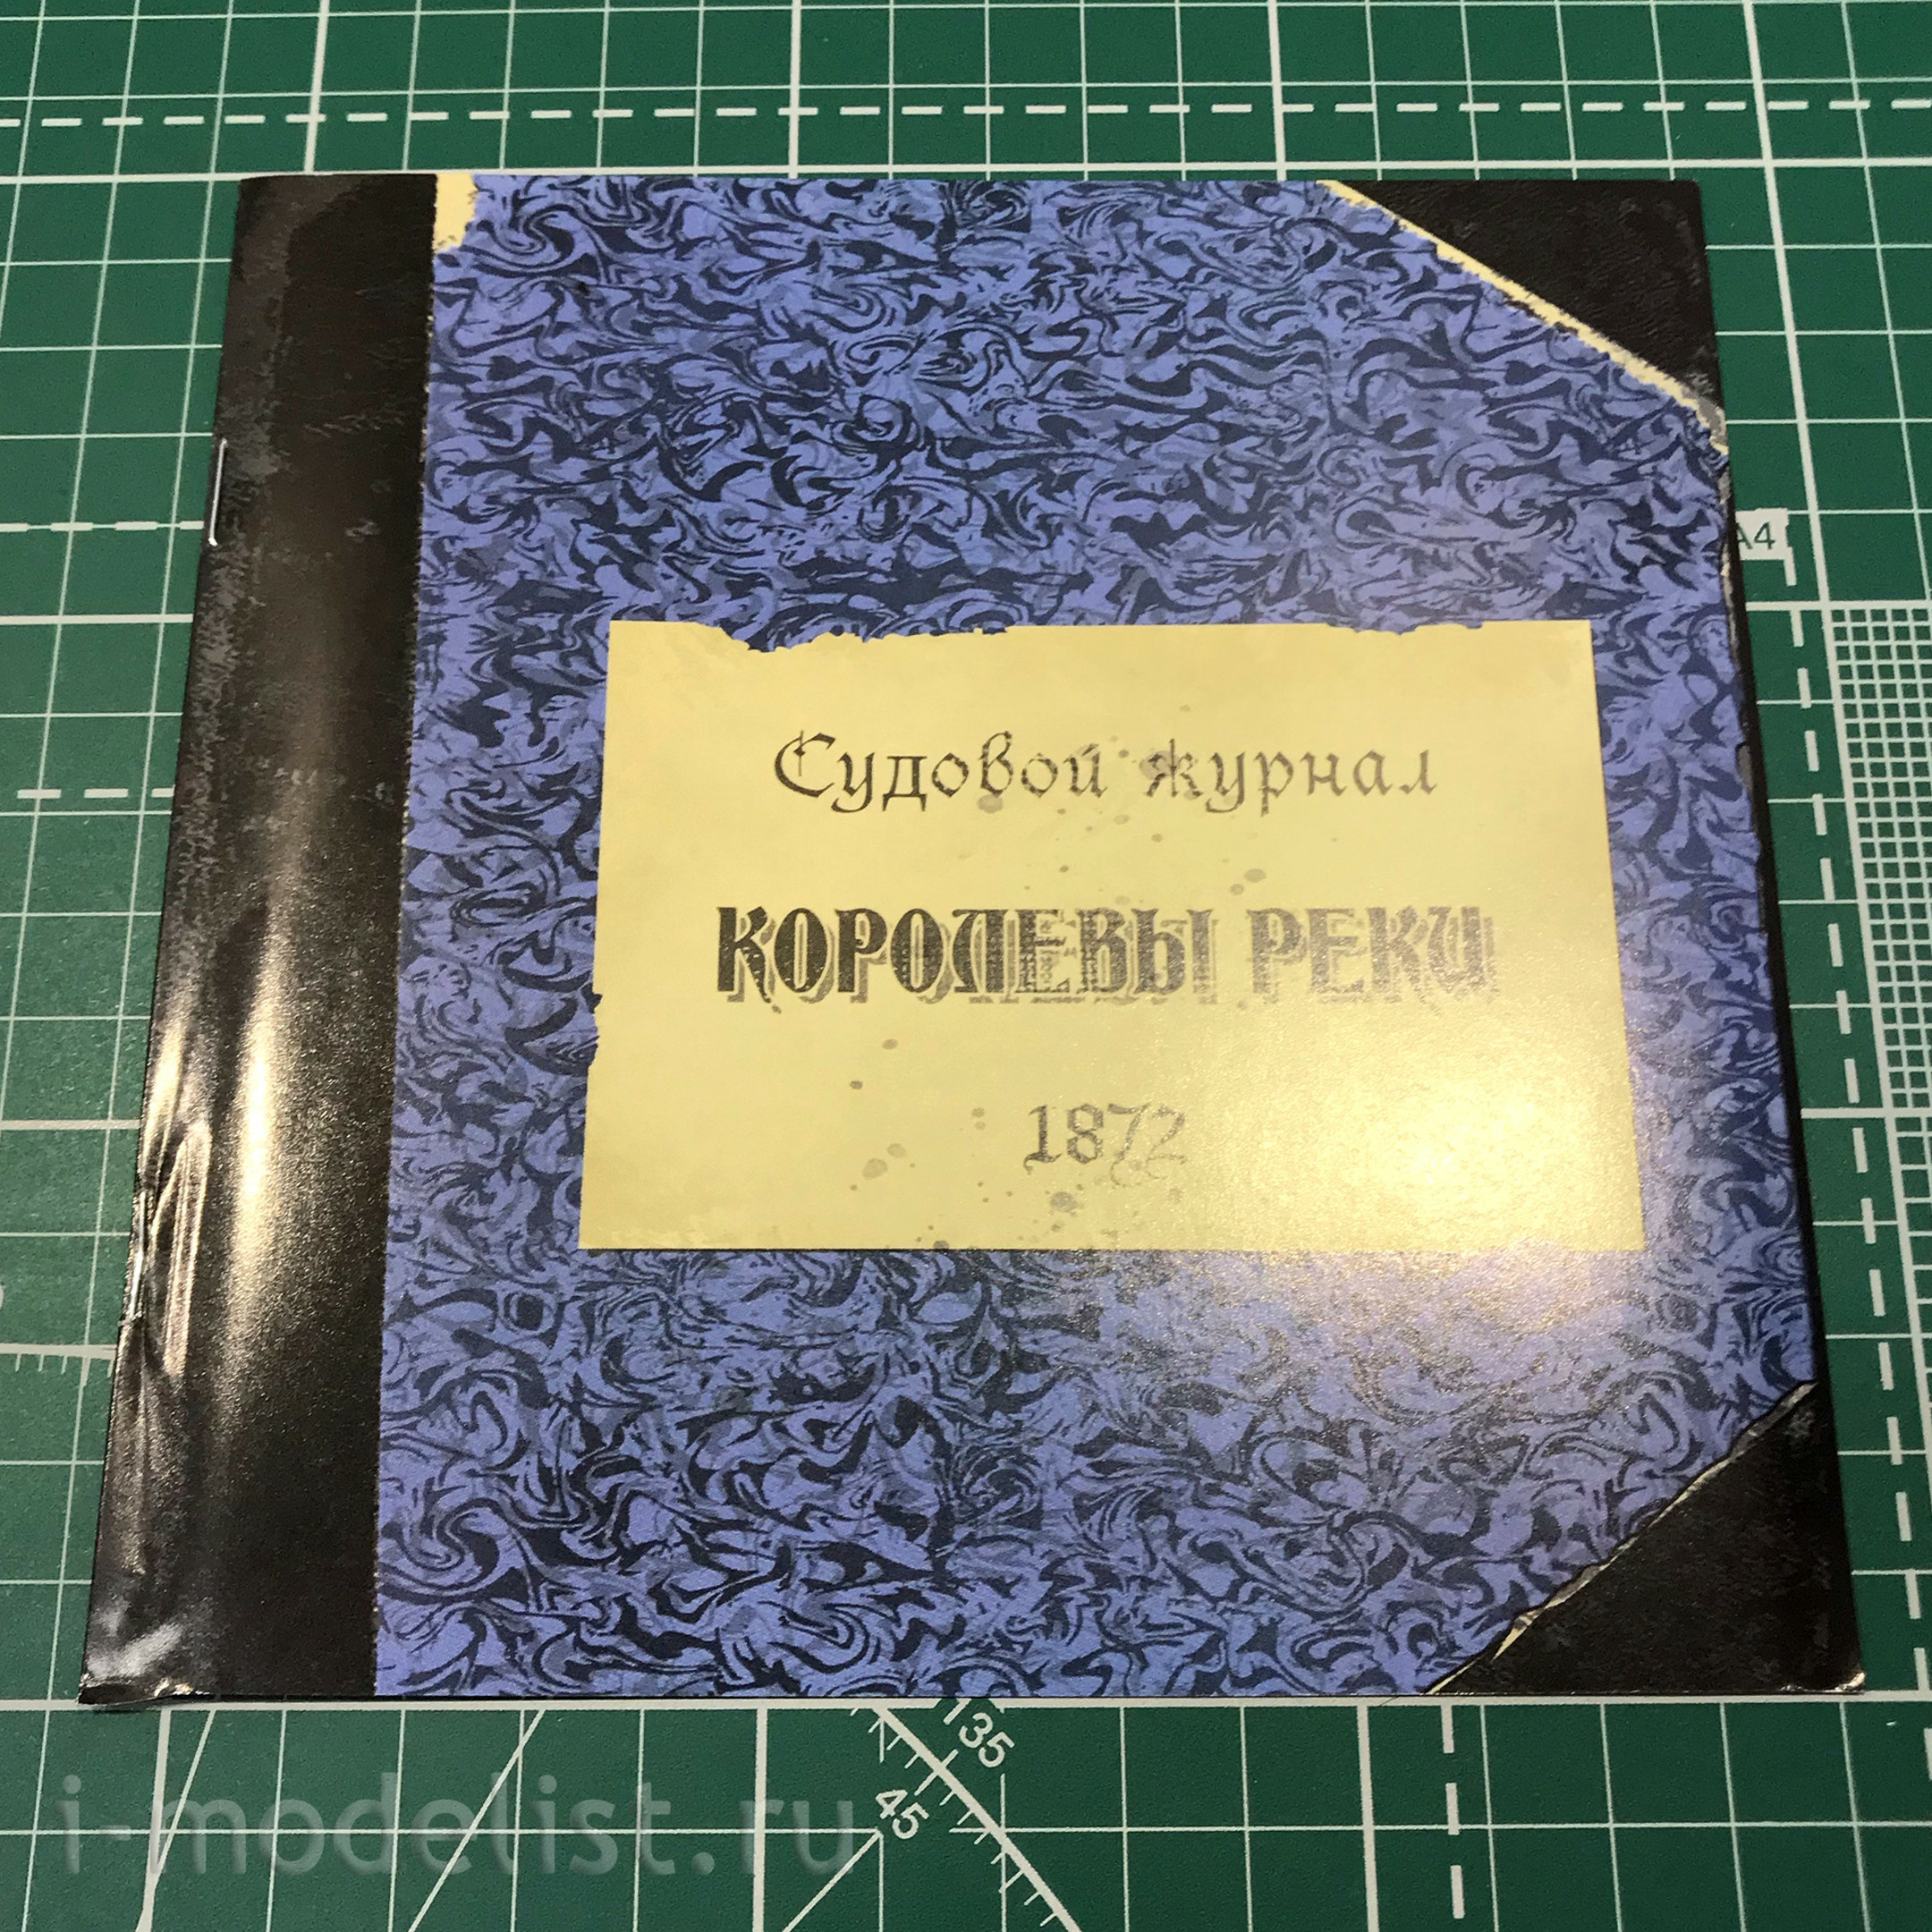 A4
Судовой журнал
КОРОЛЕВЫ РЕКИ
1872
135
45
i-modelist.ru